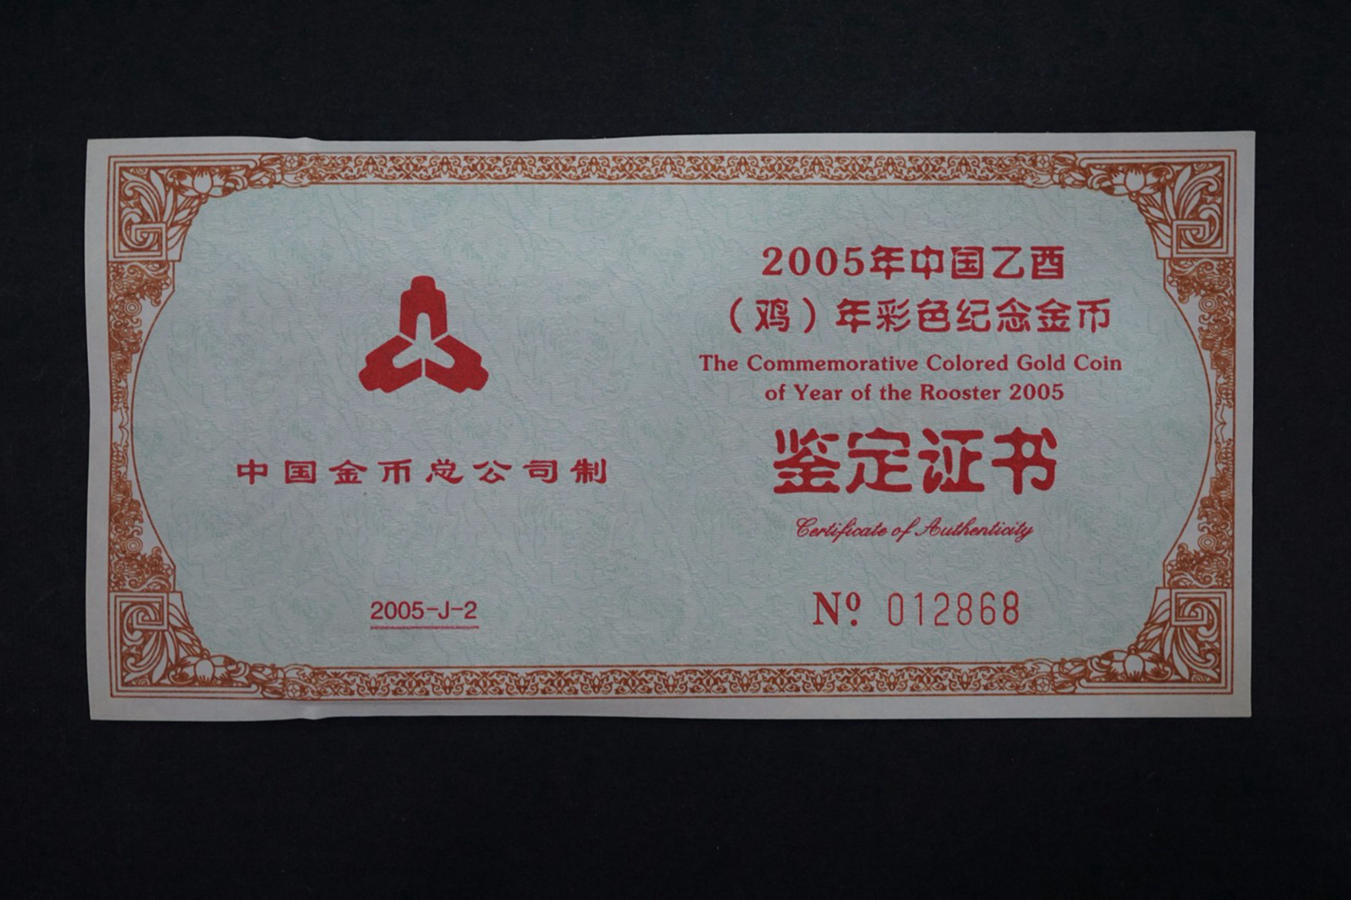 中国金币总公司制
2005-J-2
2005年中国乙酉
（鸡）年彩色纪念金币
The Commemorative Colored Gold Coin
of Year of the Rooster 2005
鉴定证书
Certificate of Authenticity
Nº 012868